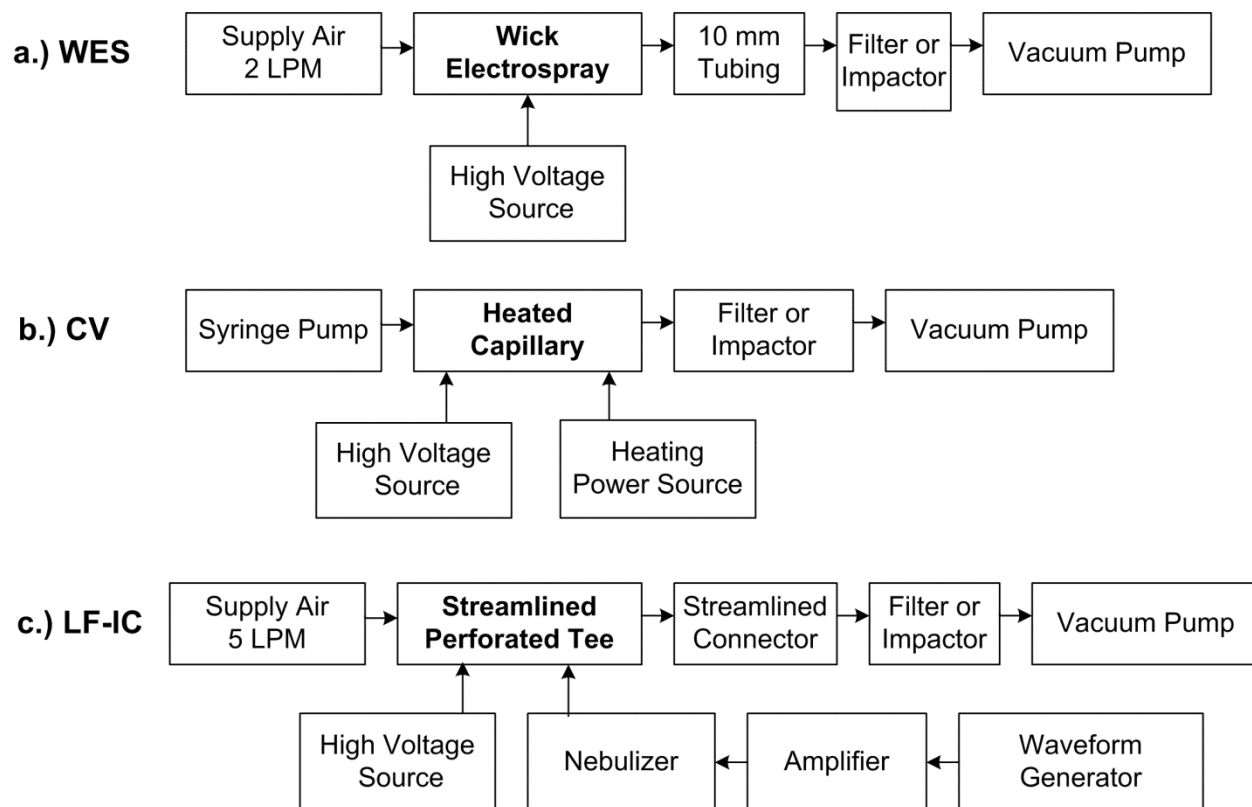 a.) WES
Supply Air
2 LPM
Wick
Electrospray
10 mm
Tubing
Filter or
Impactor
Vacuum Pump
High Voltage
Source
b.) CV
Syringe Pump
Heated
Capillary
Filter or
Impactor
Vacuum Pump
High Voltage
Source
Heating
Power Source
c.) LF-IC
Supply Air
5 LPM
Streamlined
Perforated Tee
Streamlined
Connector
Filter or
Impactor
Vacuum Pump
High Voltage
Source
Nebulizer
Amplifier
Waveform
Generator